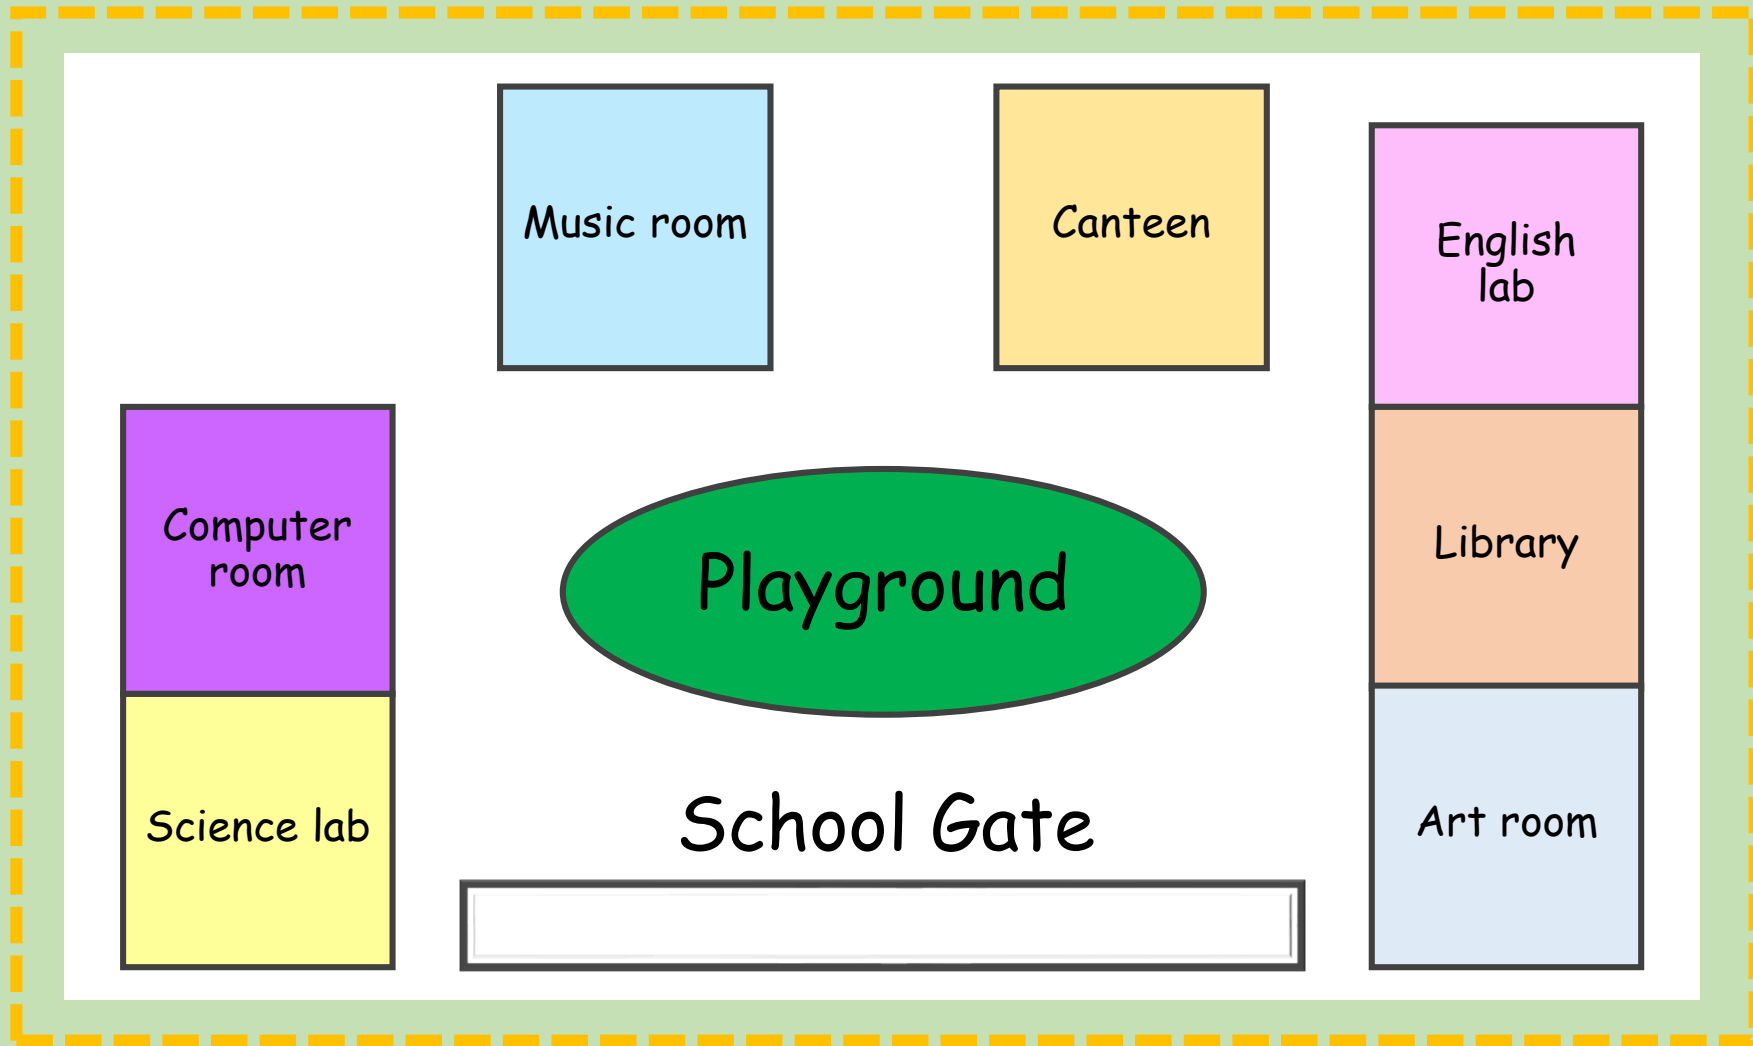 Music room
Canteen
English
lab
Computer
room
Playground
Library
Science lab
School Gate
Art room